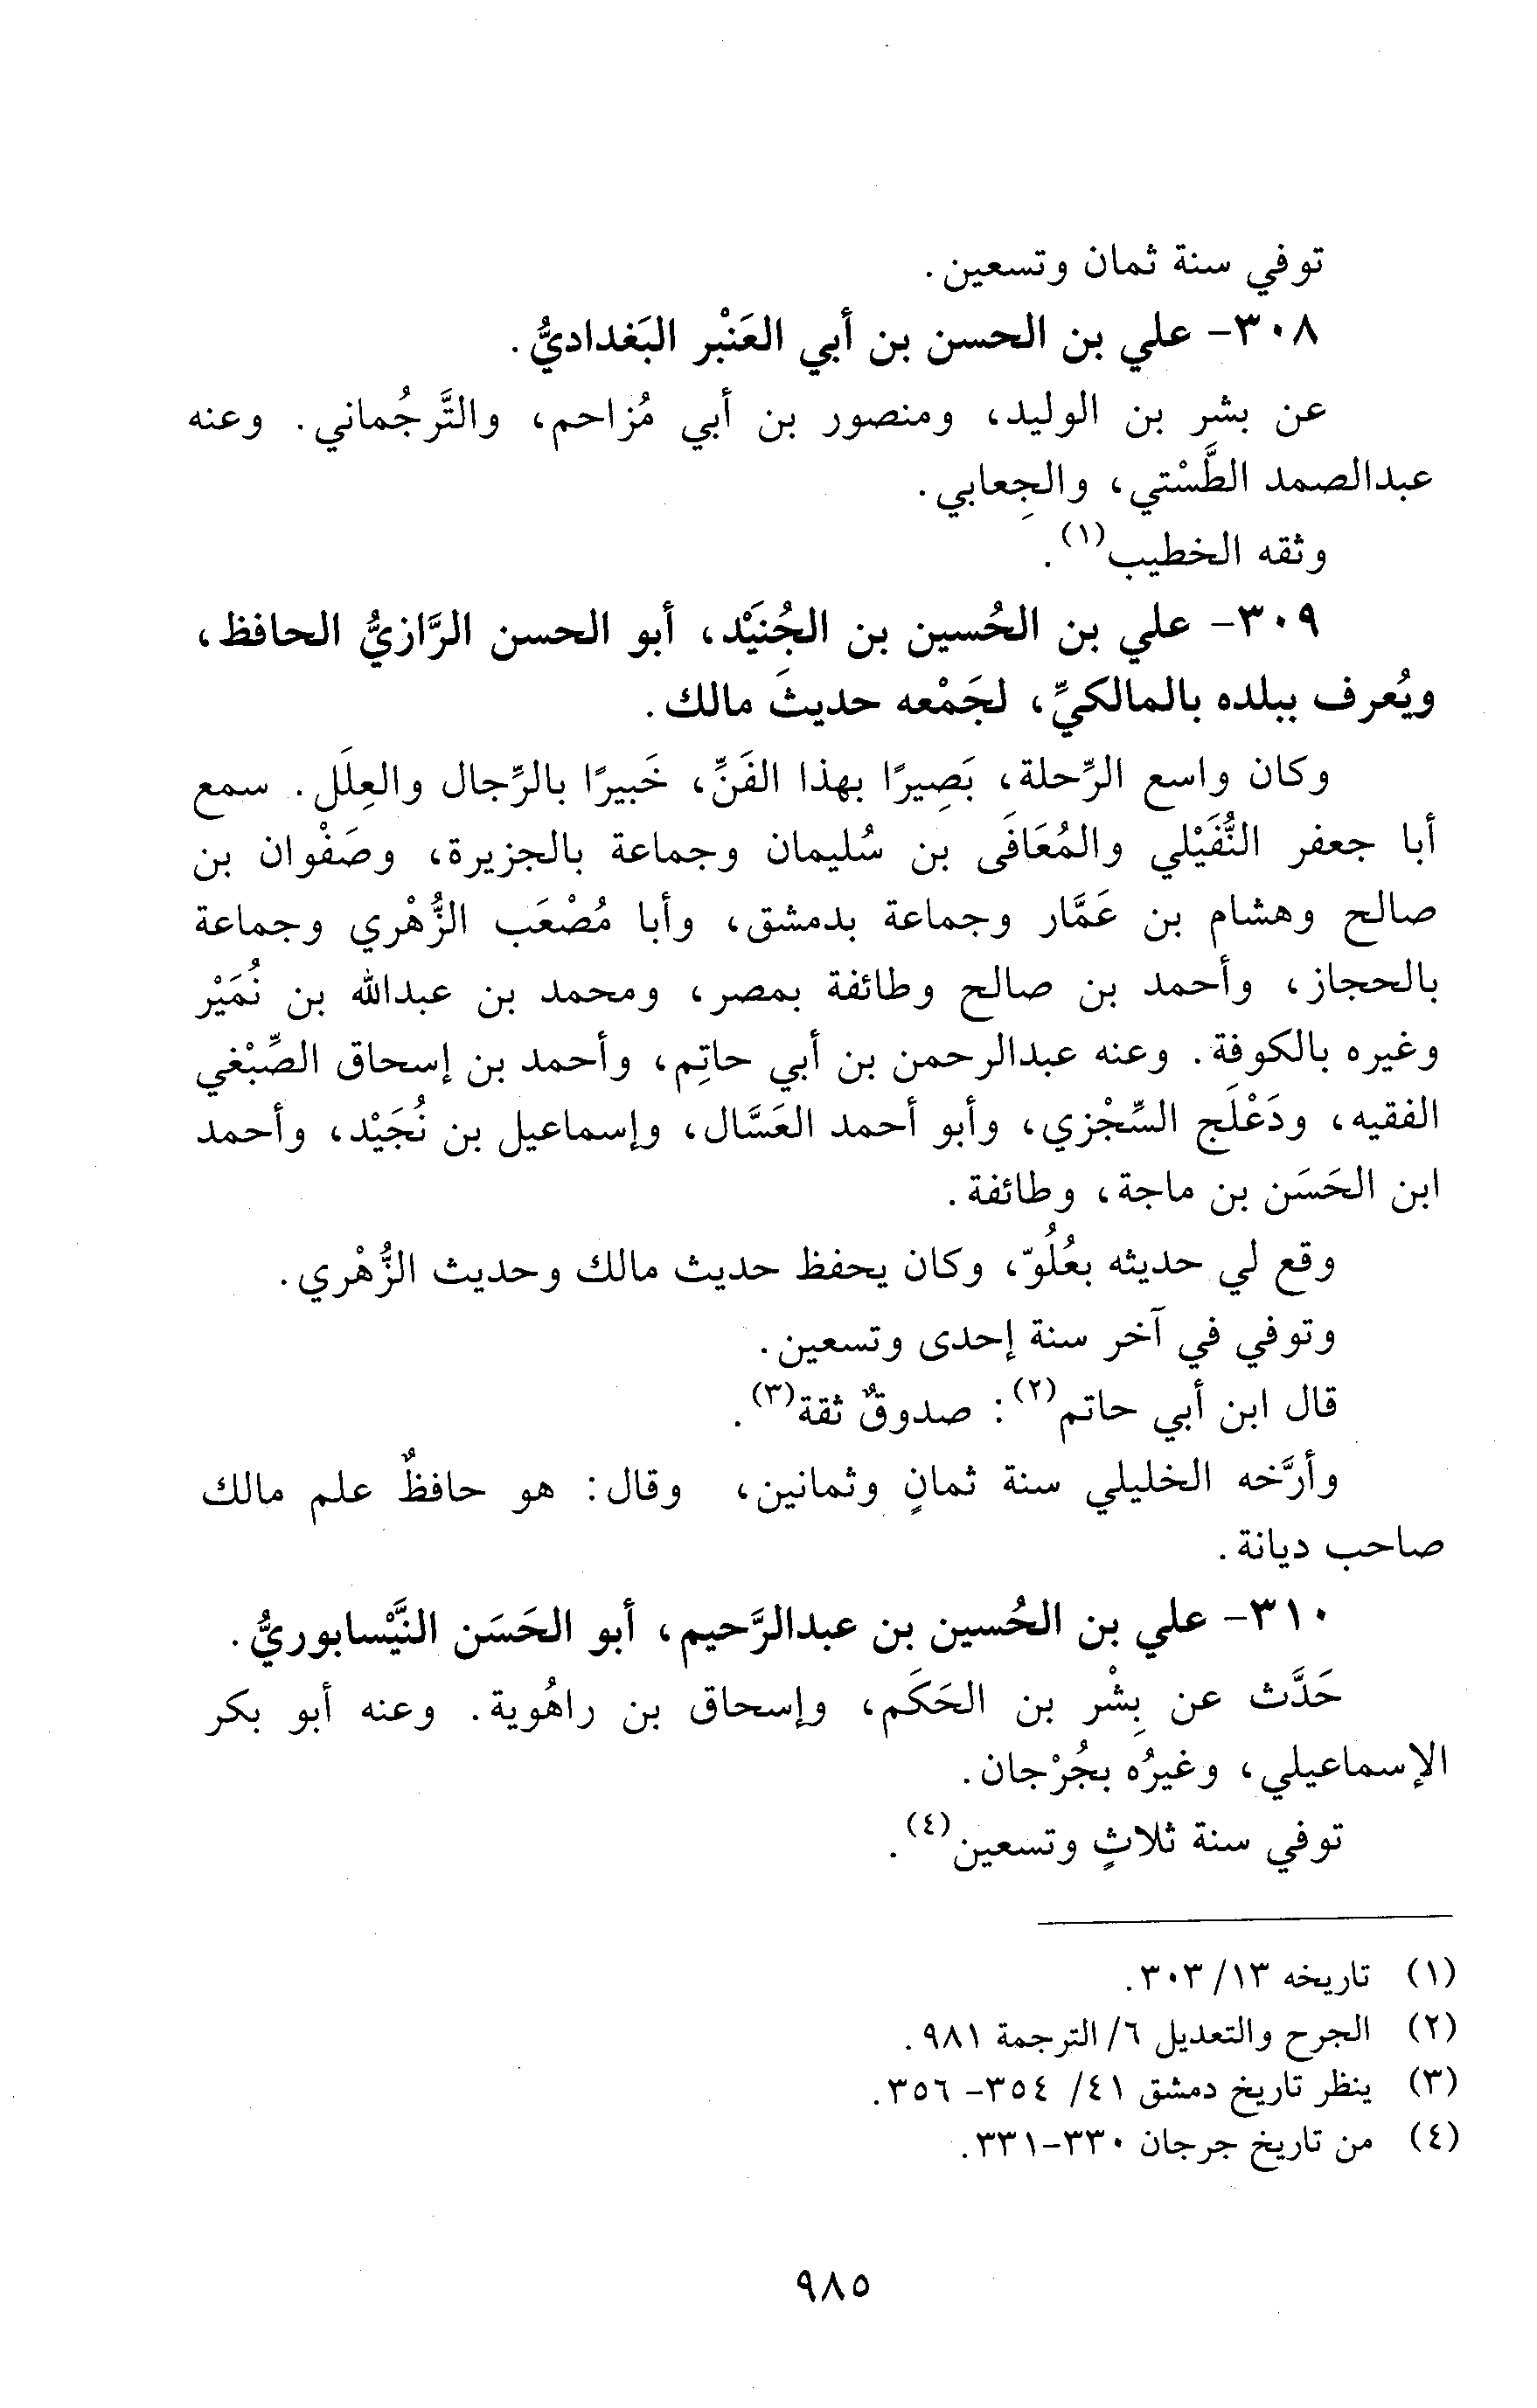 توفي سنة ثمان وتسعين.
٣٠٨- علي بن الحسن بن أبي العَنْبر البَغداديُّ.
عن بشر بن الوليد، ومنصور بن أبي مُزاحم، والتَّرجُماني. وعنه
عبدالصمد الطَّسْتي، والجِعابي.
وثقه الخطيب(١).
٣٠٩- علي بن الحُسين بن الجُنيَْد، أبو الحسن الرَّازيُّ الحافظ،
ويُعرف ببلده بالمالكيِّ، لجَمْعه حديثَ مالك.
وكان واسع الرِّحلة، بَصِيرًا بهذا الفَنِّ، خَبيرًا بالرِّجال والعِلَل. سمع
أبا جعفر النُّفَيْلي والمُعَافَى بن سُليمان وجماعة بالجزيرة، وصَفْوان بن
صالح وهشام بن عَمَّار وجماعة بدمشق، وأبا مُصْعَب الزُّهْري وجماعة
بالحجاز، وأحمد بن صالح وطائفة بمصر، ومحمد بن عبدالله بن نُمَيْر
وغيره بالكوفة. وعنه عبدالرحمن بن أبي حاتِم، وأحمد بن إسحاق الصِّبْغي
الفقيه، ودَعْلَج السِّجْزي، وأبو أحمد العَسَّال، وإسماعيل بن نُجَيْد، وأحمد
ابن الحَسَن بن ماجة، وطائفة.
وقع لي حديثه بعُلُوّ، وكان يحفظ حديث مالك وحديث الزُّهْري.
وتوفي في آخر سنة إحدى وتسعين.
قال ابن أبي حاتم(٢): صدوقٌ ثقة(٣).
وأرَّخه الخليلي سنة ثمانٍ وثمانين، وقال: هو حافظٌ علم مالك
صاحب ديانة.
٣١٠- علي بن الحُسين بن عبدالرَّحيم، أبو الحَسَن النَّيْسابوريُّ.
حَدَّث عن بِشْر بن الحَكَم، وإسحاق بن راهُوية. وعنه أبو بكر
الإسماعيلي، وغيرُه بجُرْجان.
توفي سنة ثلاثٍ وتسعين(٤).
(١) تاريخه ١٣/ ٣٠٣.
(٢) الجرح والتعديل ٦/ الترجمة ٩٨١.
(٣) ينظر تاريخ دمشق ٤١/ ٣٥٤- ٣٥٦.
(٤) من تاريخ جرجان ٣٣٠-٣٣١.
٩٨٥